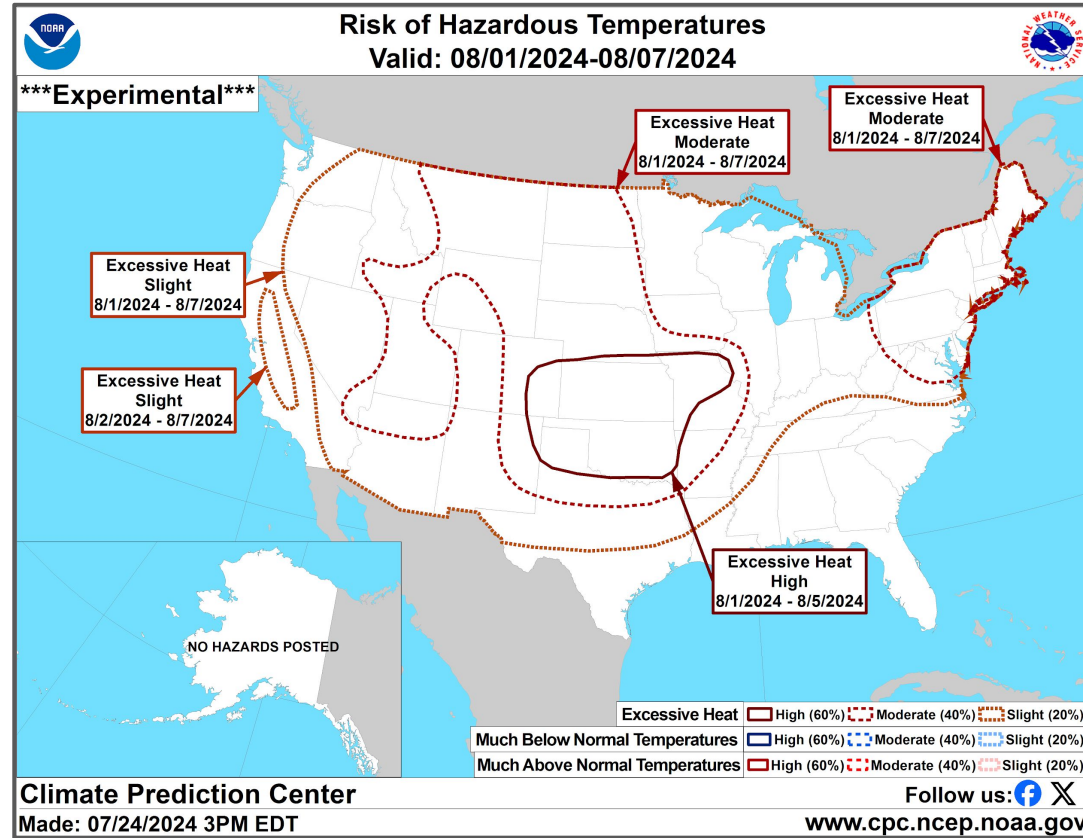 NOAA
Risk of Hazardous Temperatures
Valid: 08/01/2024-08/07/2024
NATIONAL WEATHER SERVICE
***Experimental***
Excessive Heat
Moderate
8/1/2024 - 8/7/2024
Excessive Heat
Moderate
8/1/2024 - 8/7/2024
Excessive Heat
Slight
8/1/2024 - 8/7/2024
Excessive Heat
Slight
8/2/2024 - 8/7/2024
Excessive Heat
High
8/1/2024 - 8/5/2024
NO HAZARDS POSTED
Excessive Heat High (60%) Moderate (40%) Slight (20%)
Much Below Normal Temperatures High (60%) Moderate (40%) Slight (20%)
Much Above Normal Temperatures High (60%) Moderate (40%) Slight (20%)
Climate Prediction Center
Follow us:
Made: 07/24/2024 3PM EDT
www.cpc.ncep.noaa.gov